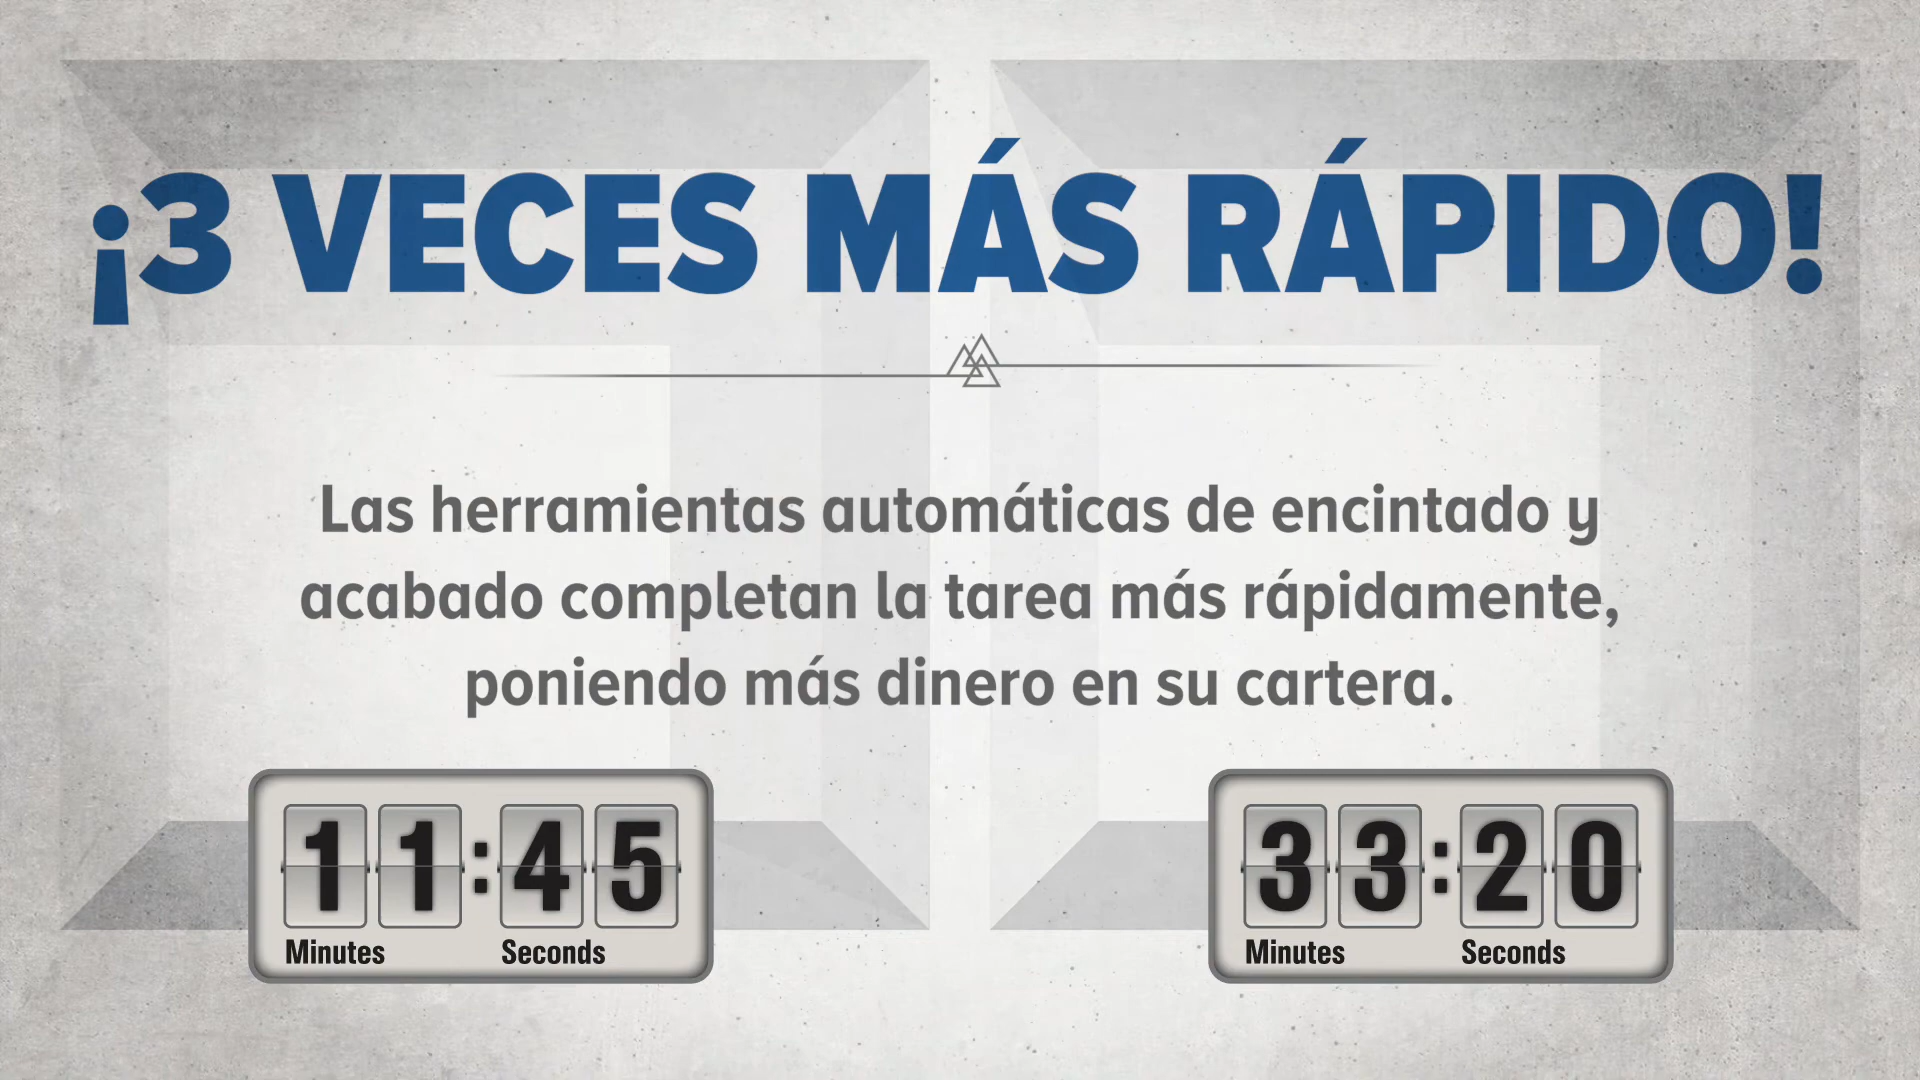 ¡3 VECES MÁS RÁPIDO!
Las herramientas automáticas de encintado y
acabado completan la tarea más rápidamente,
poniendo más dinero en su cartera.
11:45
Minutes Seconds
33:20
Minutes Seconds